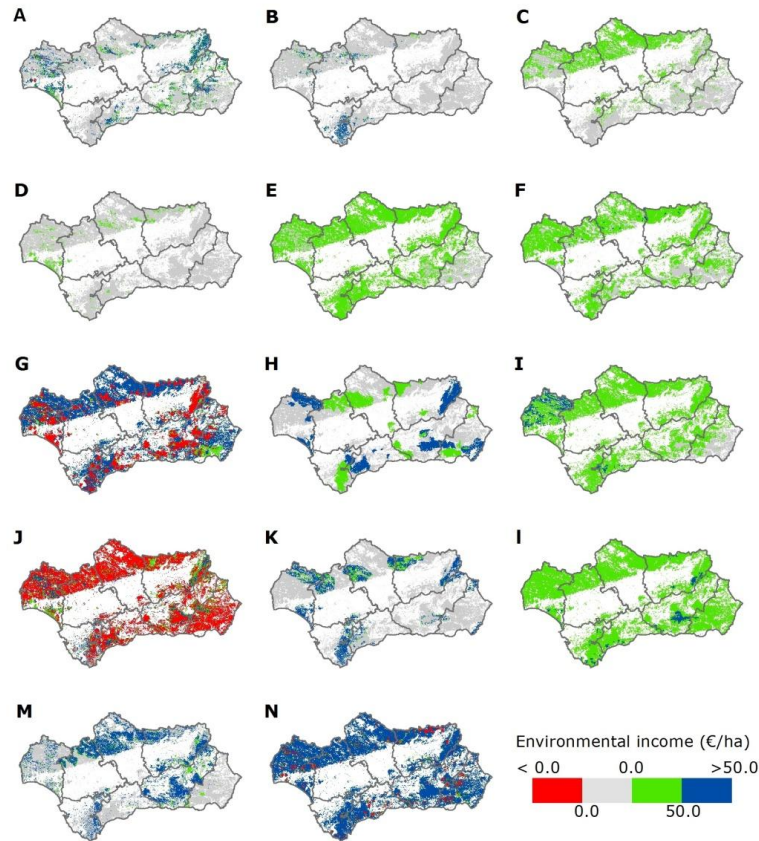 A
B
C
D
E
F
G
H
I
J
K
l
M
N
Environmental income (€/ha)
< 0.0 0.0 >50.0
0.0 50.0